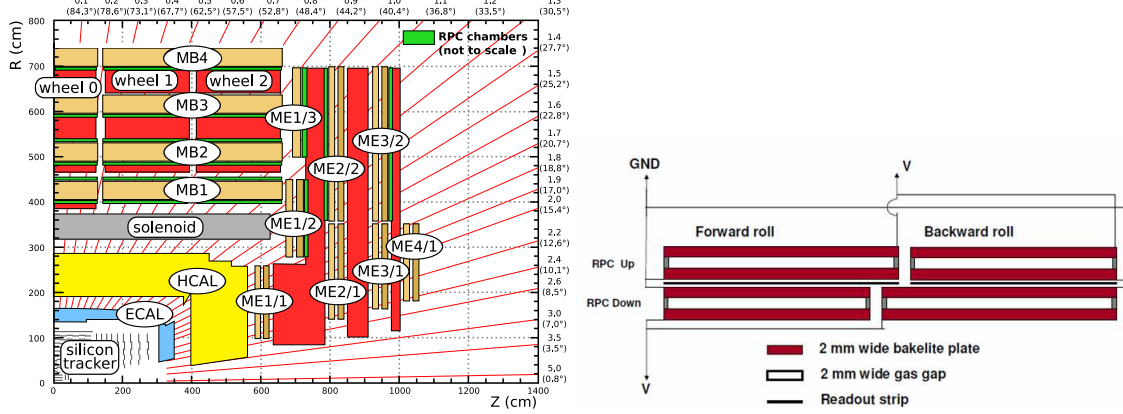 0.1 0.2 0.3 0.4 0.5 0.6 0.7 0.8 0.9 1.0 1.1 1.2 1.3
(84.3°) (78.6°) (73.1°) (67.7°) (62.5°) (57.5°) (52.8°) (48.4°) (44.2°) (40.4°) (36.8°) (33.5°) (30.5°)
R (cm)
800
700
600
500
400
300
200
100
0
0 200 400 600 800 1000 1200 1400
Z (cm)
RPC chambers
(not to scale )
1.4
(27.7°)
1.5
(25.2°)
1.6
(22.8°)
1.7
(20.7°)
1.8
(18.8°)
1.9
(17.0°)
2.0
(15.4°)
2.2
(12.6°)
2.4
(10.1°)
2.6
(8.5°)
3.0
(7.0°)
3.5
(3.5°)
5.0
(0.8°)
MB4
wheel 0
wheel 1
wheel 2
MB3
MB2
MB1
solenoid
HCAL
ECAL
silicon
tracker
ME1/3
ME1/2
ME1/1
ME2/2
ME2/1
ME3/2
ME3/1
ME4/1
GND
V
Forward roll
Backward roll
RPC Up
RPC Down
V
2 mm wide bakelite plate
2 mm wide gas gap
Readout strip